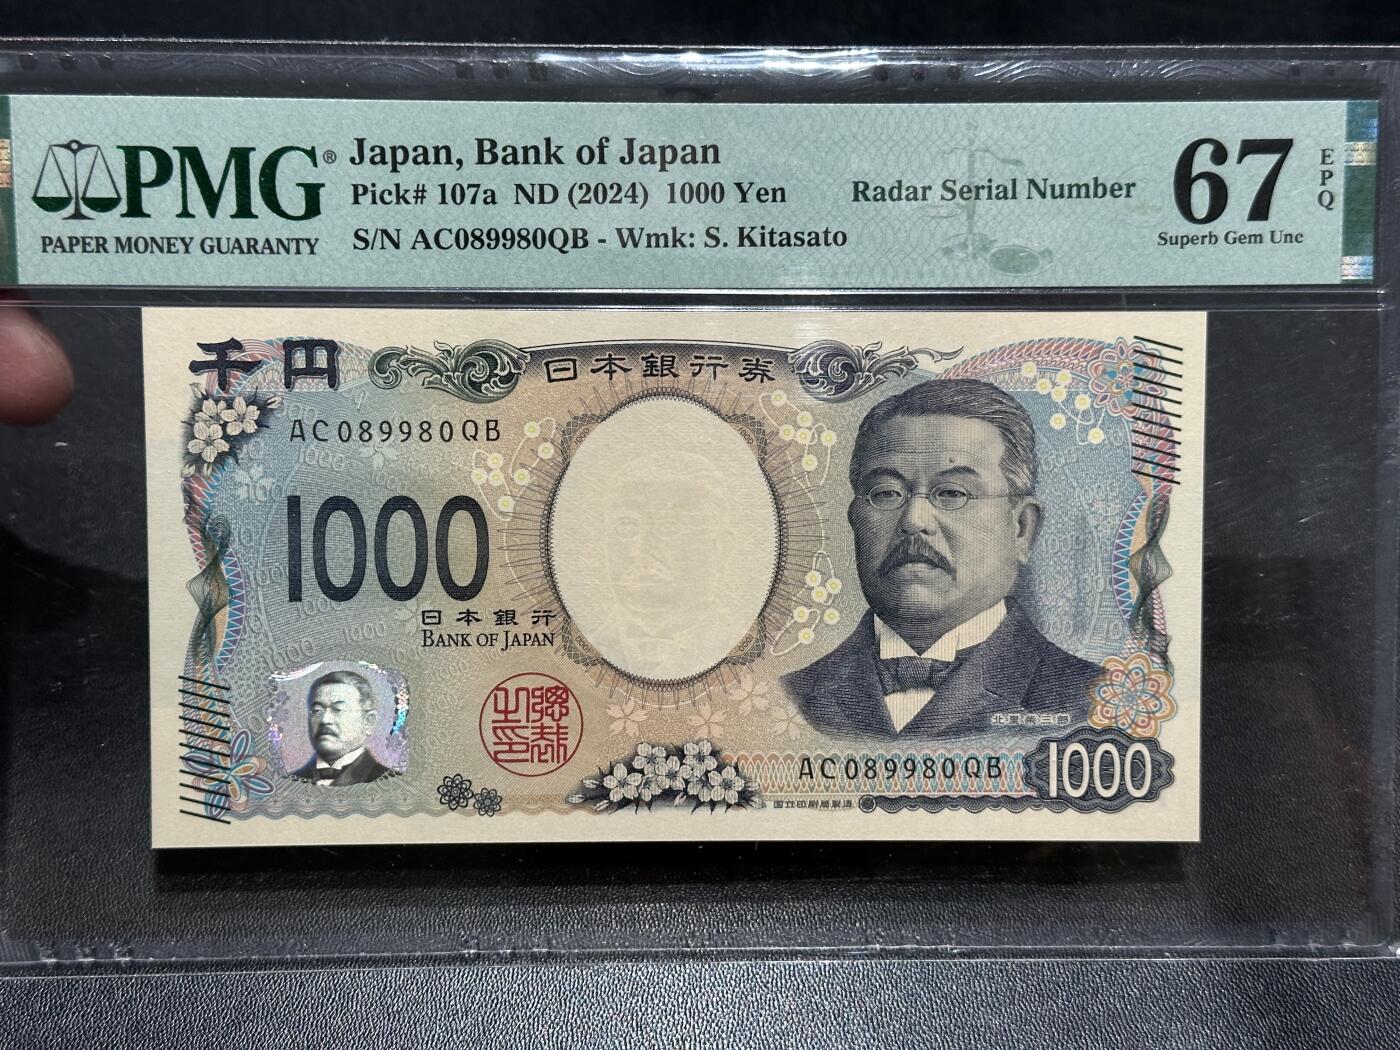 PMG®
PAPER MONEY GUARANTY
Japan, Bank of Japan
Pick# 107a ND (2024) 1000 Yen
S/N AC089980QB - Wmk: S. Kitasato
Radar Serial Number
67
EPQ
Superb Gem Unc
千円
日本銀行券
AC089980QB
1000
日本銀行
BANK OF JAPAN
北里柴三郎
AC089980QB
1000
国立印刷局製造